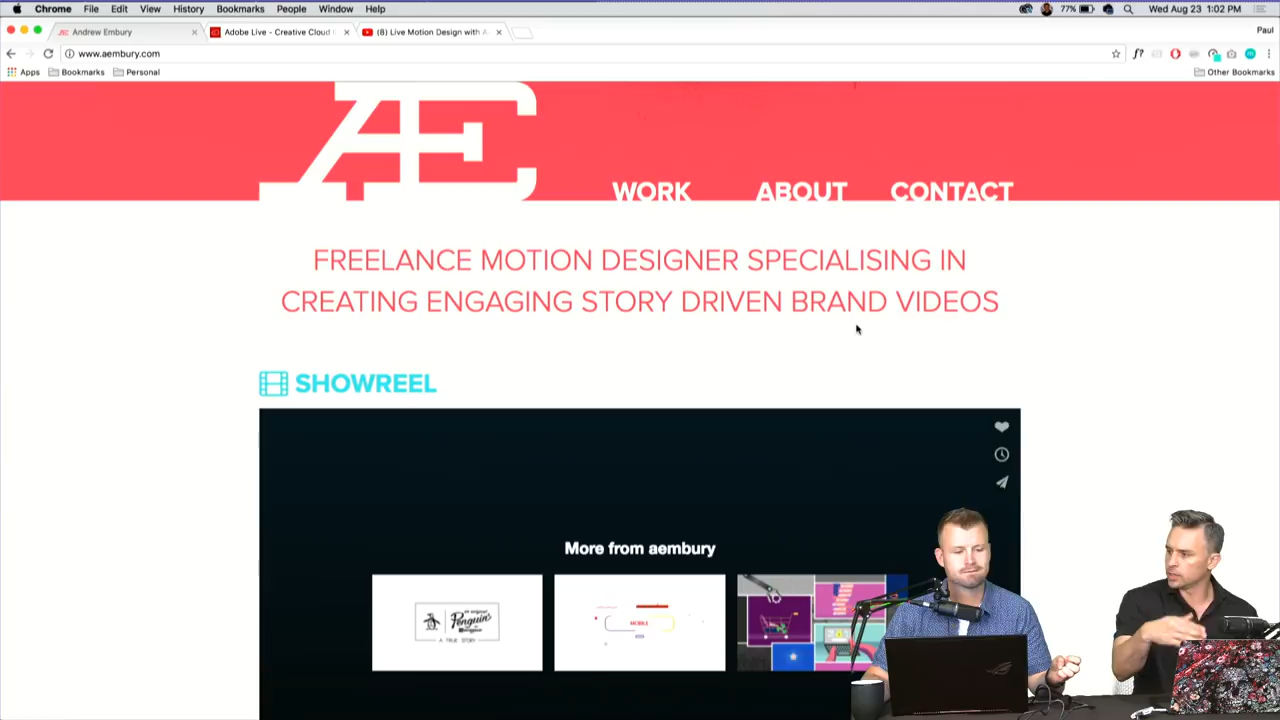 Chrome File Edit View History Bookmarks People Window Help 77% Wed Aug 23 1:02 PM
Andrew Embury Adobe Live - Creative Cloud (8) Live Motion Design with A Paul
www.aembury.com f?
Apps Bookmarks Personal Other Bookmarks
AE
WORK ABOUT CONTACT
FREELANCE MOTION DESIGNER SPECIALISING IN
CREATING ENGAGING STORY DRIVEN BRAND VIDEOS
SHOWREEL
More from aembury
Penguin
A TRUE STORY
MOBILE